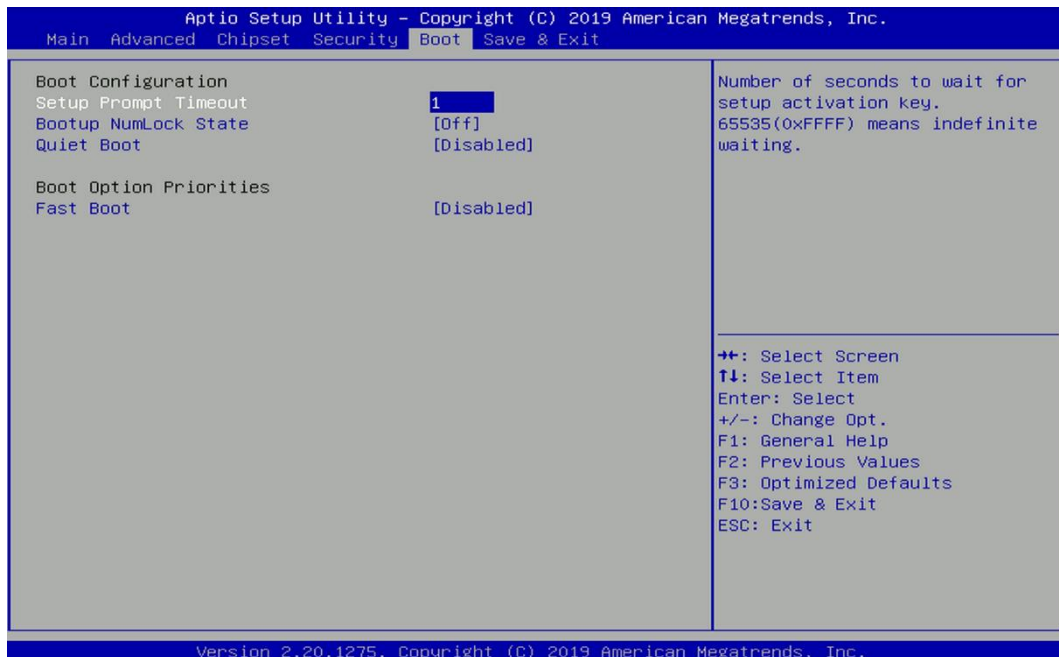 Aptio Setup Utility – Copyright (C) 2019 American Megatrends, Inc.
Main Advanced Chipset Security Boot Save & Exit
Boot Configuration
Setup Prompt Timeout 1
Bootup NumLock State [Off]
Quiet Boot [Disabled]
Boot Option Priorities
Fast Boot [Disabled]
Number of seconds to wait for
setup activation key.
65535(0xFFFF) means indefinite
waiting.
→←: Select Screen
↑↓: Select Item
Enter: Select
+/-: Change Opt.
F1: General Help
F2: Previous Values
F3: Optimized Defaults
F10:Save & Exit
ESC: Exit
Version 2.20.1275. Copyright (C) 2019 American Megatrends, Inc.